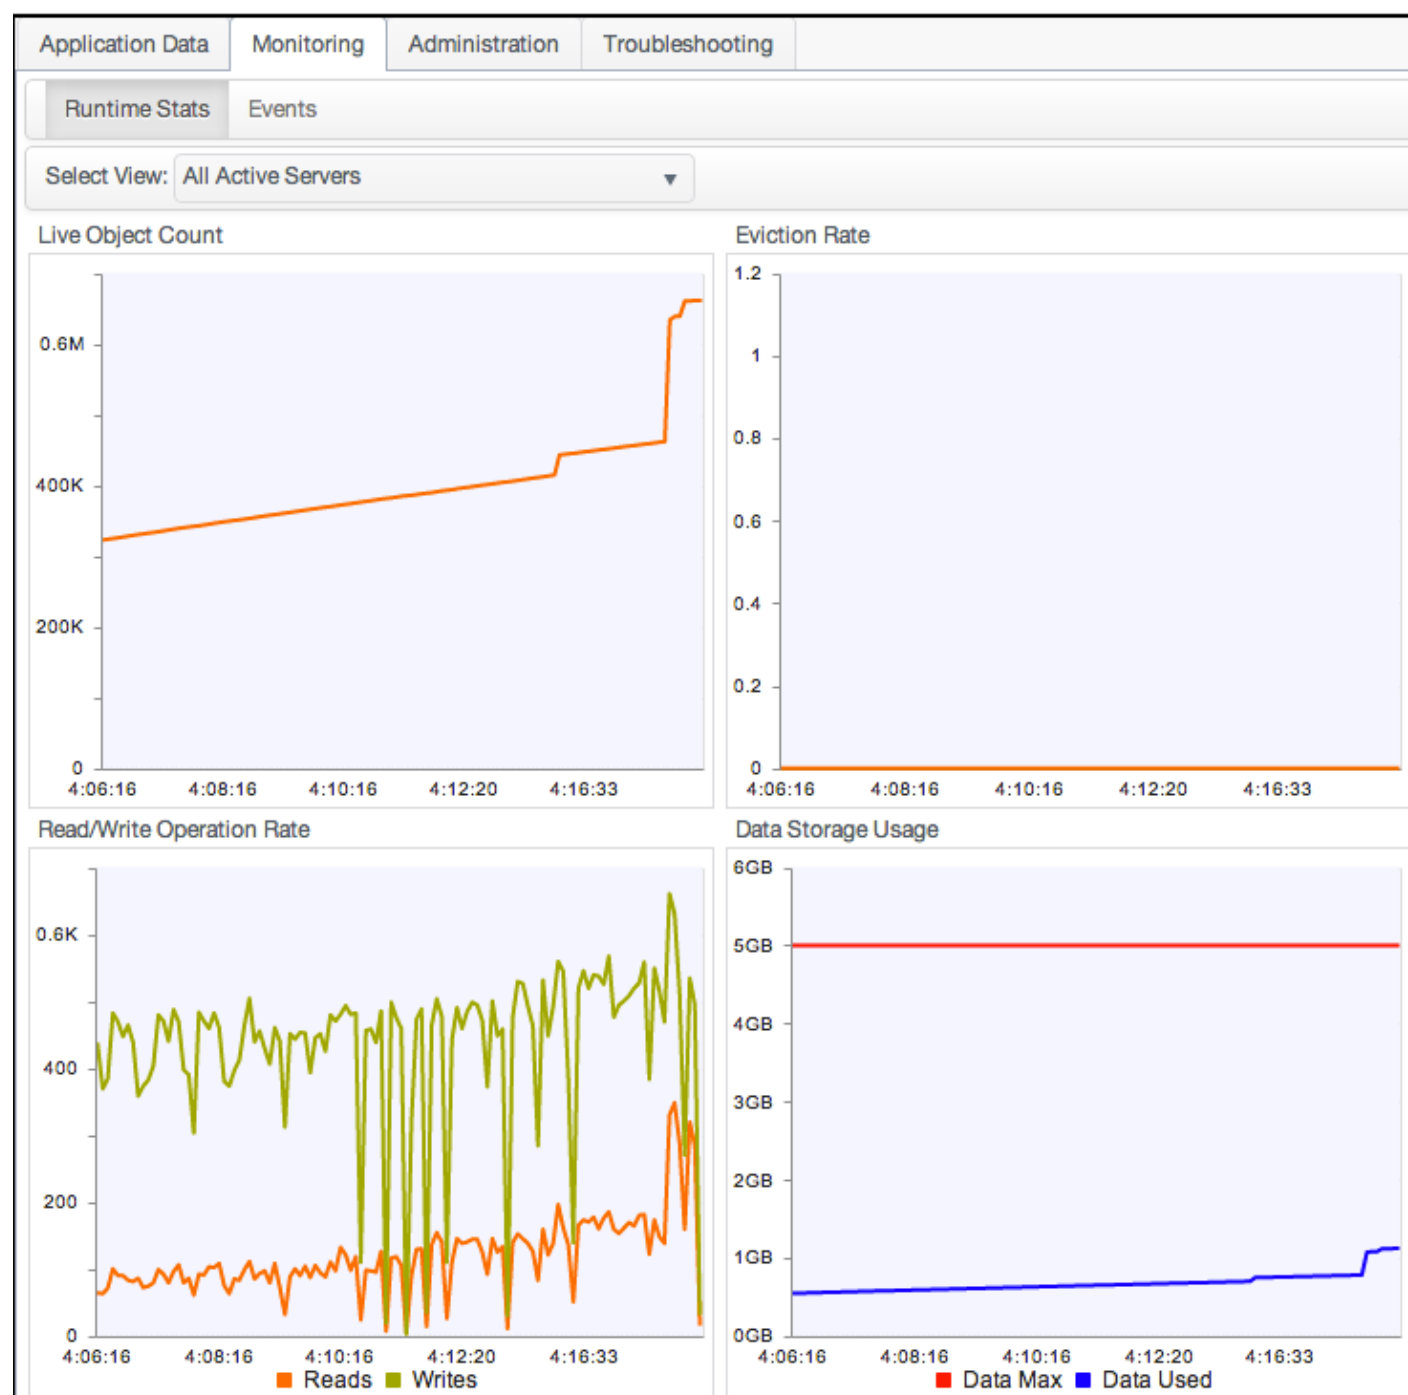 Application Data Monitoring Administration Troubleshooting
Runtime Stats Events
Select View: All Active Servers
Live Object Count
0.6M
400K
200K
0
4:06:16 4:08:16 4:10:16 4:12:20 4:16:33
Eviction Rate
1.2
1
0.8
0.6
0.4
0.2
0
4:06:16 4:08:16 4:10:16 4:12:20 4:16:33
Read/Write Operation Rate
0.6K
400
200
0
4:06:16 4:08:16 4:10:16 4:12:20 4:16:33
Reads Writes
Data Storage Usage
6GB
5GB
4GB
3GB
2GB
1GB
0GB
4:06:16 4:08:16 4:10:16 4:12:20 4:16:33
Data Max Data Used